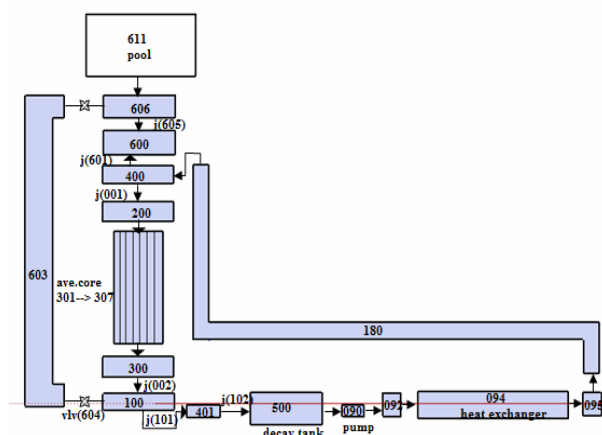 611
pool
606
j(605)
600
j(601)
400
j(001)
200
603
ave.core
301--> 307
180
300
j(002)
100
vlv(604)
j(101)
401
j(102)
500
decay tank
090
pump
092
094
heat exchanger
095